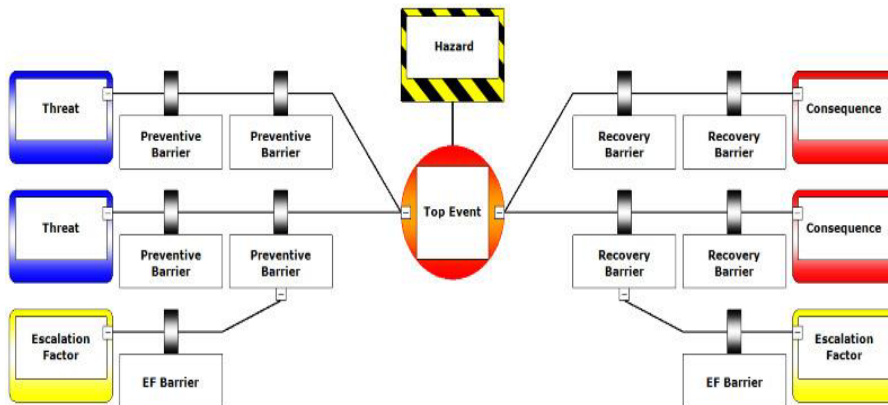 Hazard
Threat
Preventive
Barrier
Preventive
Barrier
Recovery
Barrier
Recovery
Barrier
Consequence
Top Event
Threat
Preventive
Barrier
Preventive
Barrier
Recovery
Barrier
Recovery
Barrier
Consequence
Escalation
Factor
EF Barrier
EF Barrier
Escalation
Factor